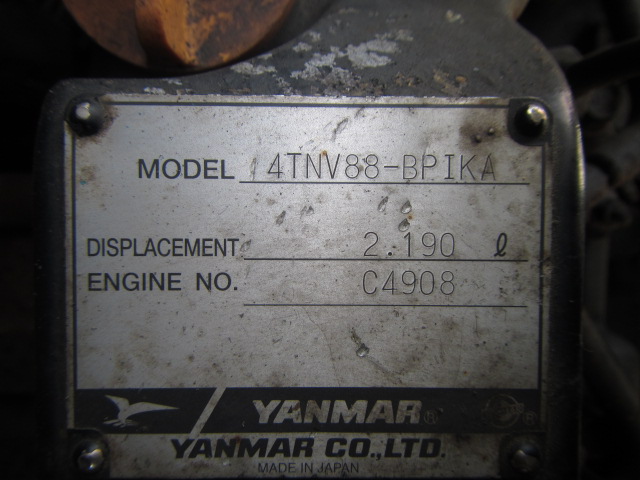 MODEL 4TNV88-BPIKA
DISPLACEMENT 2.190 ℓ
ENGINE NO. C4908
YANMAR®
YANMAR CO.,LTD.
MADE IN JAPAN